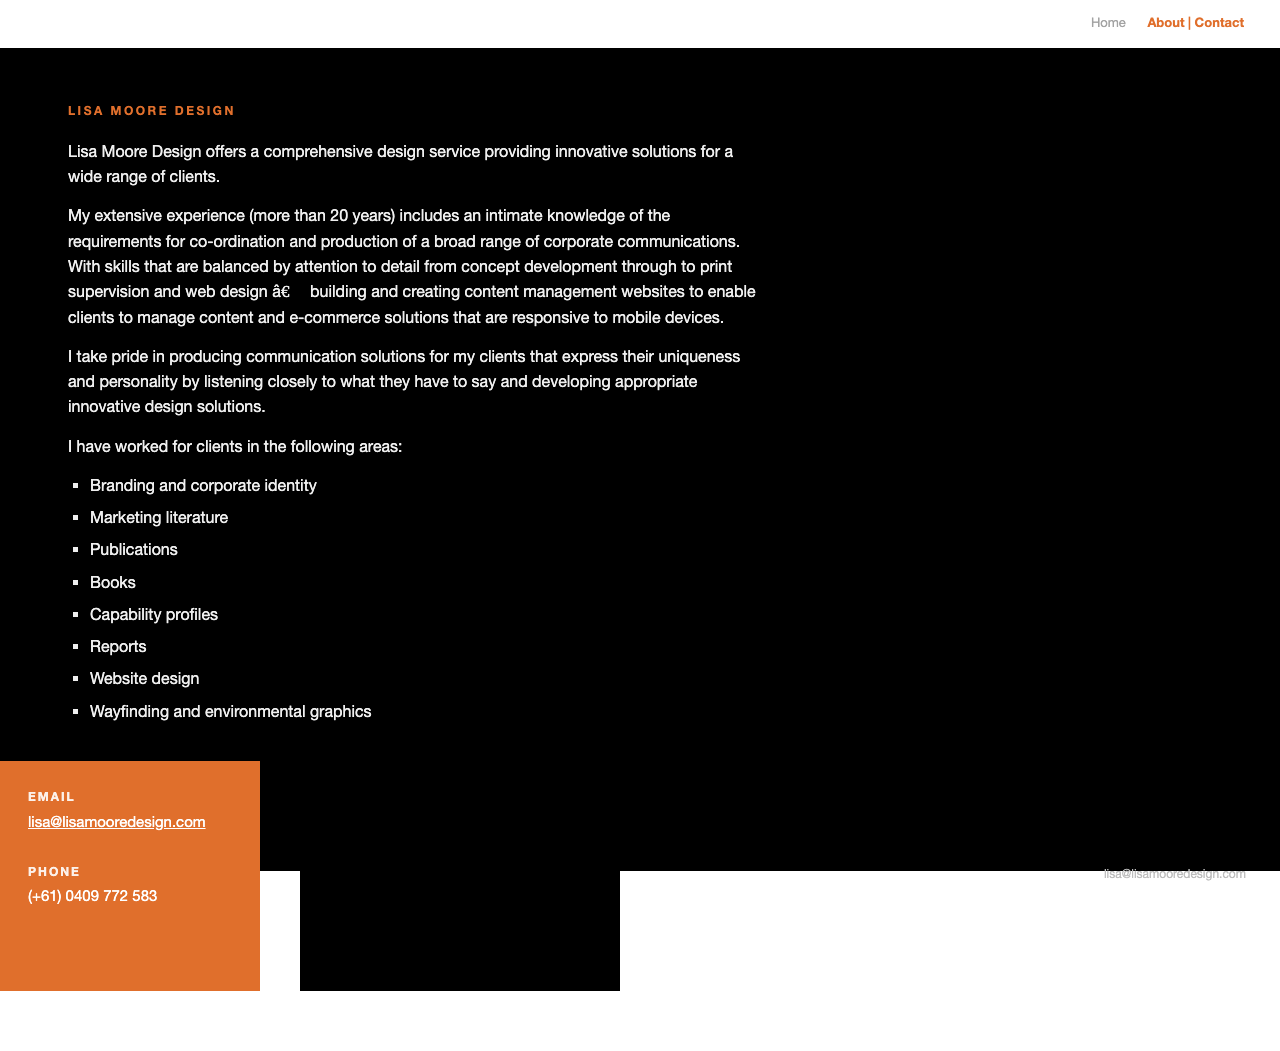 Home About | Contact
LISA MOORE DESIGN
Lisa Moore Design offers a comprehensive design service providing innovative solutions for a
wide range of clients.
My extensive experience (more than 20 years) includes an intimate knowledge of the
requirements for co-ordination and production of a broad range of corporate communications.
With skills that are balanced by attention to detail from concept development through to print
supervision and web design â€ building and creating content management websites to enable
clients to manage content and e-commerce solutions that are responsive to mobile devices.
I take pride in producing communication solutions for my clients that express their uniqueness
and personality by listening closely to what they have to say and developing appropriate
innovative design solutions.
I have worked for clients in the following areas:
▪ Branding and corporate identity
▪ Marketing literature
▪ Publications
▪ Books
▪ Capability profiles
▪ Reports
▪ Website design
▪ Wayfinding and environmental graphics
EMAIL
lisa@lisamooredesign.com
PHONE
(+61) 0409 772 583
lisa@lisamooredesign.com